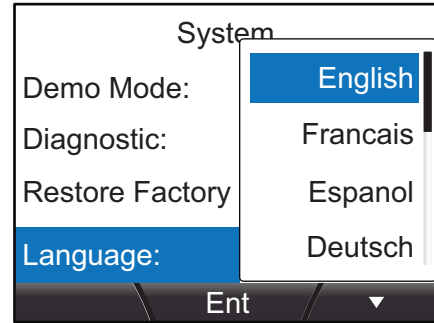 System
Demo Mode:
Diagnostic:
Restore Factory
Language:
English
Francais
Espanol
Deutsch
Ent